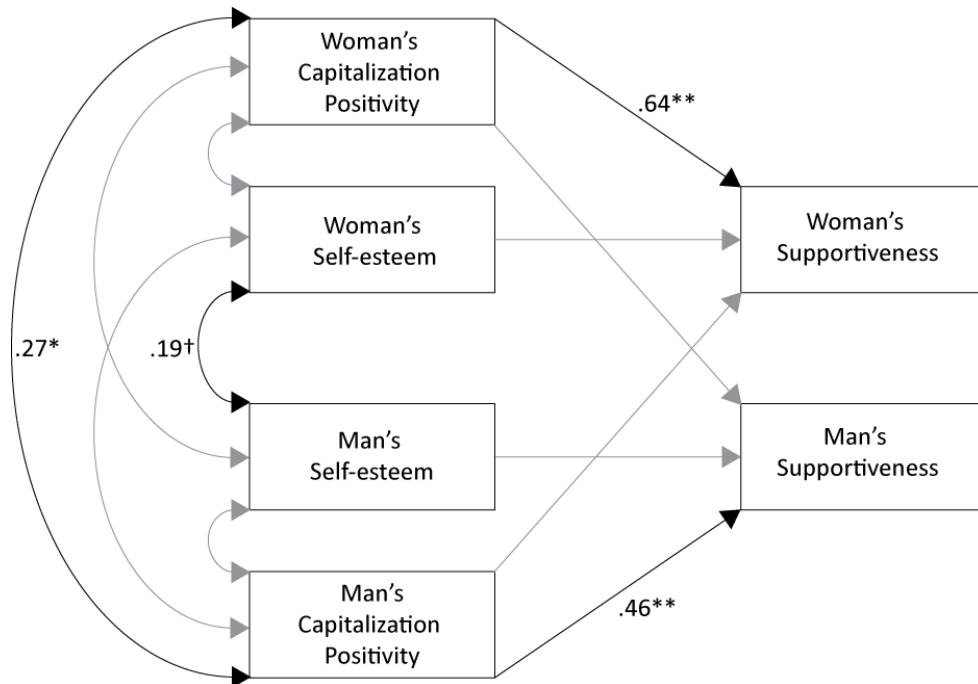 Woman’s
Capitalization
Positivity
.64**
Woman’s
Self-esteem
Woman’s
Supportiveness
.27*
.19†
Man’s
Self-esteem
Man’s
Supportiveness
Man’s
Capitalization
Positivity
.46**